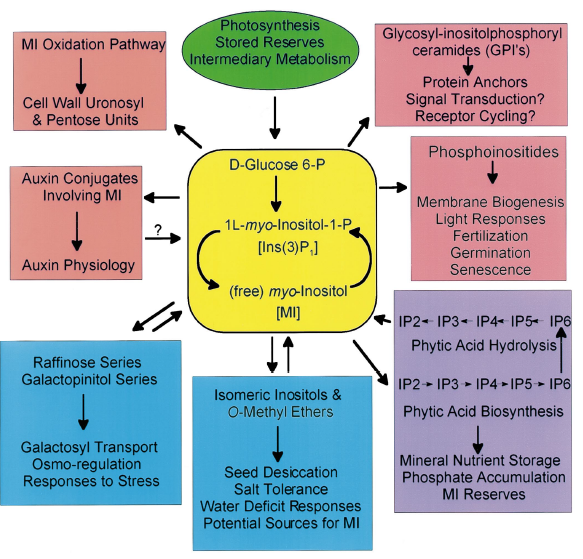 Photosynthesis
Stored Reserves
Intermediary Metabolism
MI Oxidation Pathway
Cell Wall Uronosyl
& Pentose Units
Glycosyl-inositolphosphoryl
ceramides (GPI's)
Protein Anchors
Signal Transduction?
Receptor Cycling?
D-Glucose 6-P
1L-myo-Inositol-1-P
[Ins(3)P₁]
(free) myo-Inositol
[MI]
Auxin Conjugates
Involving MI
Auxin Physiology
?
Phosphoinositides
Membrane Biogenesis
Light Responses
Fertilization
Germination
Senescence
IP2 ← IP3 ← IP4 ← IP5 ← IP6
Phytic Acid Hydrolysis
IP2 → IP3 → IP4 → IP5 → IP6
Phytic Acid Biosynthesis
Mineral Nutrient Storage
Phosphate Accumulation
MI Reserves
Raffinose Series
Galactopinitol Series
Galactosyl Transport
Osmo-regulation
Responses to Stress
Isomeric Inositols &
O-Methyl Ethers
Seed Desiccation
Salt Tolerance
Water Deficit Responses
Potential Sources for MI